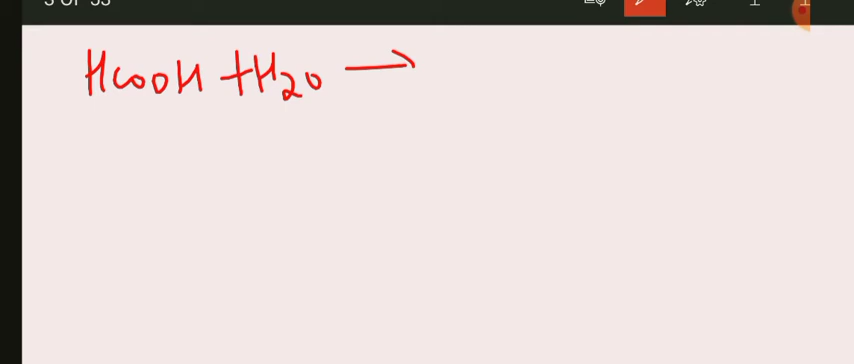 HCOOH + H2O →